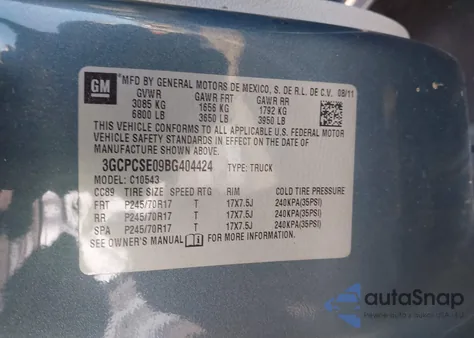 GM MFD BY GENERAL MOTORS DE MEXICO, S. DE R.L. DE C.V. 08/11
GVWR GAWR FRT GAWR RR
3085 KG 1656 KG 1792 KG
6800 LB 3650 LB 3950 LB
THIS VEHICLE CONFORMS TO ALL APPLICABLE U.S. FEDERAL MOTOR
VEHICLE SAFETY STANDARDS IN EFFECT ON THE DATE OF
MANUFACTURE SHOWN ABOVE.
3GCPCSE09BG404424 TYPE: TRUCK
MODEL: C10543
CC89 TIRE SIZE SPEED RTG RIM COLD TIRE PRESSURE
FRT P245/70R17 T 17X7.5J 240KPA(35PSI)
RR P245/70R17 T 17X7.5J 240KPA(35PSI)
SPA P245/70R17 T 17X7.5J 240KPA(35PSI)
SEE OWNER'S MANUAL FOR ADDITIONAL INFORMATION.
autoSnap